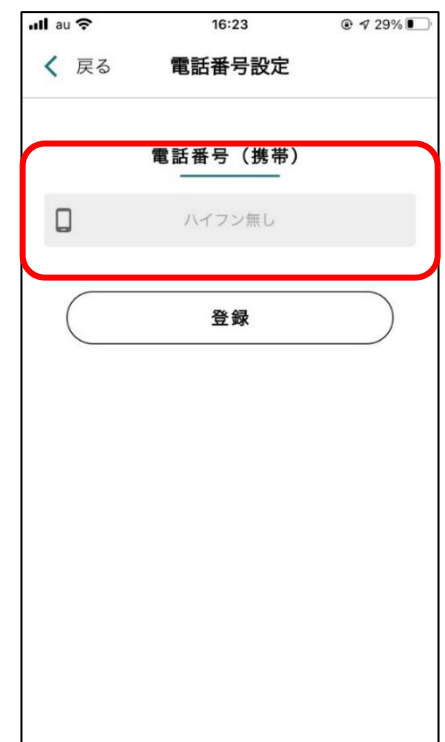 au 16:23 29%
戻る 電話番号設定
電話番号（携帯）
ハイフン無し
登録